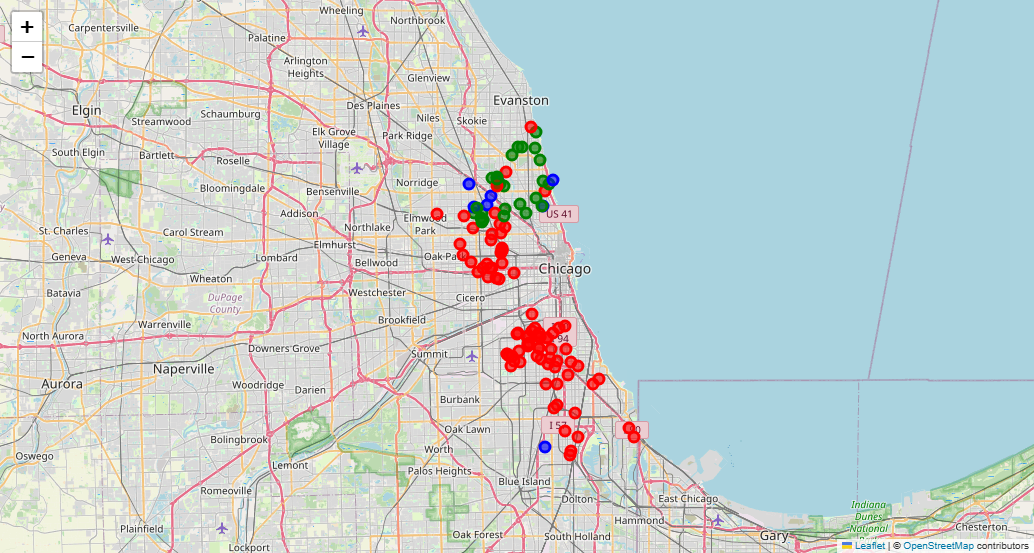 Wheeling
Carpentersville
Northbrook
Palatine
+
−
Arlington
Heights
Glenview
Elgin
Des Plaines
Evanston
Streamwood
Schaumburg
Niles
Skokie
Elk Grove
Village
Park Ridge
South Elgin
Bartlett
Roselle
Bloomingdale
Bensenville
Norridge
Addison
Elmwood
Park
US 41
St. Charles
Carol Stream
Northlake
Elmhurst
Geneva
West-Chicago
Lombard
Bellwood
Oak Pa
Chicago
Wheaton
Batavia
DuPage
County
Westchester
Cicero
Warrenville
Brookfield
North Aurora
Downers Grove
Summit
94
Naperville
Aurora
Woodridge
Darien
Burbank
Oak Lawn
I 57
Bolingbrook
Worth
Oswego
Lemont
Palos Heights
Blue Island
Romeoville
Dolton
East Chicago
Indiana
Dunes
National
Plainfield
Hammond
Chesterton
Lockport
Oak Forest
South Holland
Gary
Leaflet | © OpenStreetMap contributors